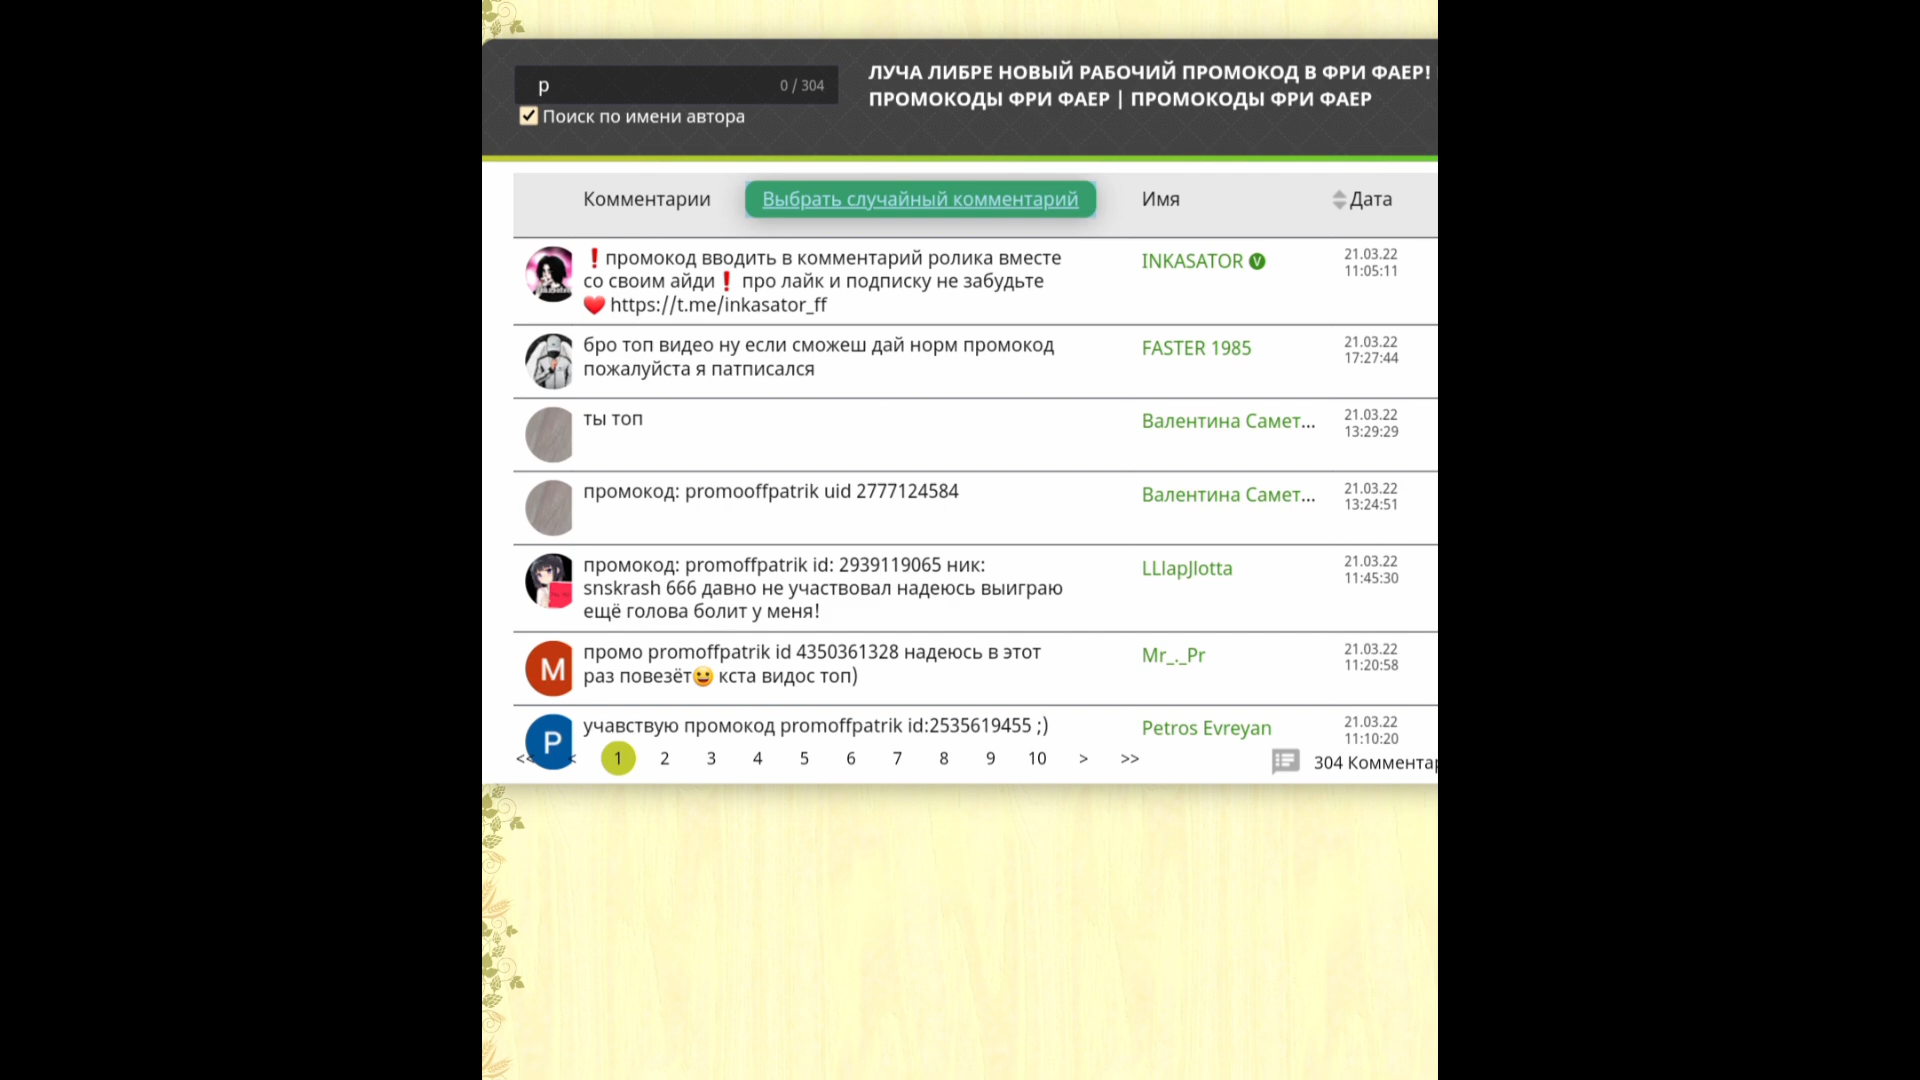 р
0 / 304
Поиск по имени автора
ЛУЧА ЛИБРЕ НОВЫЙ РАБОЧИЙ ПРОМОКОД В ФРИ ФАЕР!
ПРОМОКОДЫ ФРИ ФАЕР | ПРОМОКОДЫ ФРИ ФАЕР
Комментарии
Выбрать случайный комментарий
Имя
Дата
❗промокод вводить в комментарий ролика вместе
со своим айди❗ про лайк и подписку не забудьте
❤️ https://t.me/inkasator_ff
INKASATOR
21.03.22
11:05:11
бро топ видео ну если сможеш дай норм промокод
пожалуйста я патписался
FASTER 1985
21.03.22
17:27:44
ты топ
Валентина Самет...
21.03.22
13:29:29
промокод: promooffpatrik uid 2777124584
Валентина Самет...
21.03.22
13:24:51
промокод: promoffpatrik id: 2939119065 ник:
snskrash 666 давно не участвовал надеюсь выиграю
ещё голова болит у меня!
LLlapJlotta
21.03.22
11:45:30
M
промо promoffpatrik id 4350361328 надеюсь в этот
раз повезёт😀 кста видос топ)
Mr_._Pr
21.03.22
11:20:58
P
учавствую промокод promoffpatrik id:2535619455 ;)
Petros Evreyan
21.03.22
11:10:20
<< < 1 2 3 4 5 6 7 8 9 10 > >>
304 Коммента